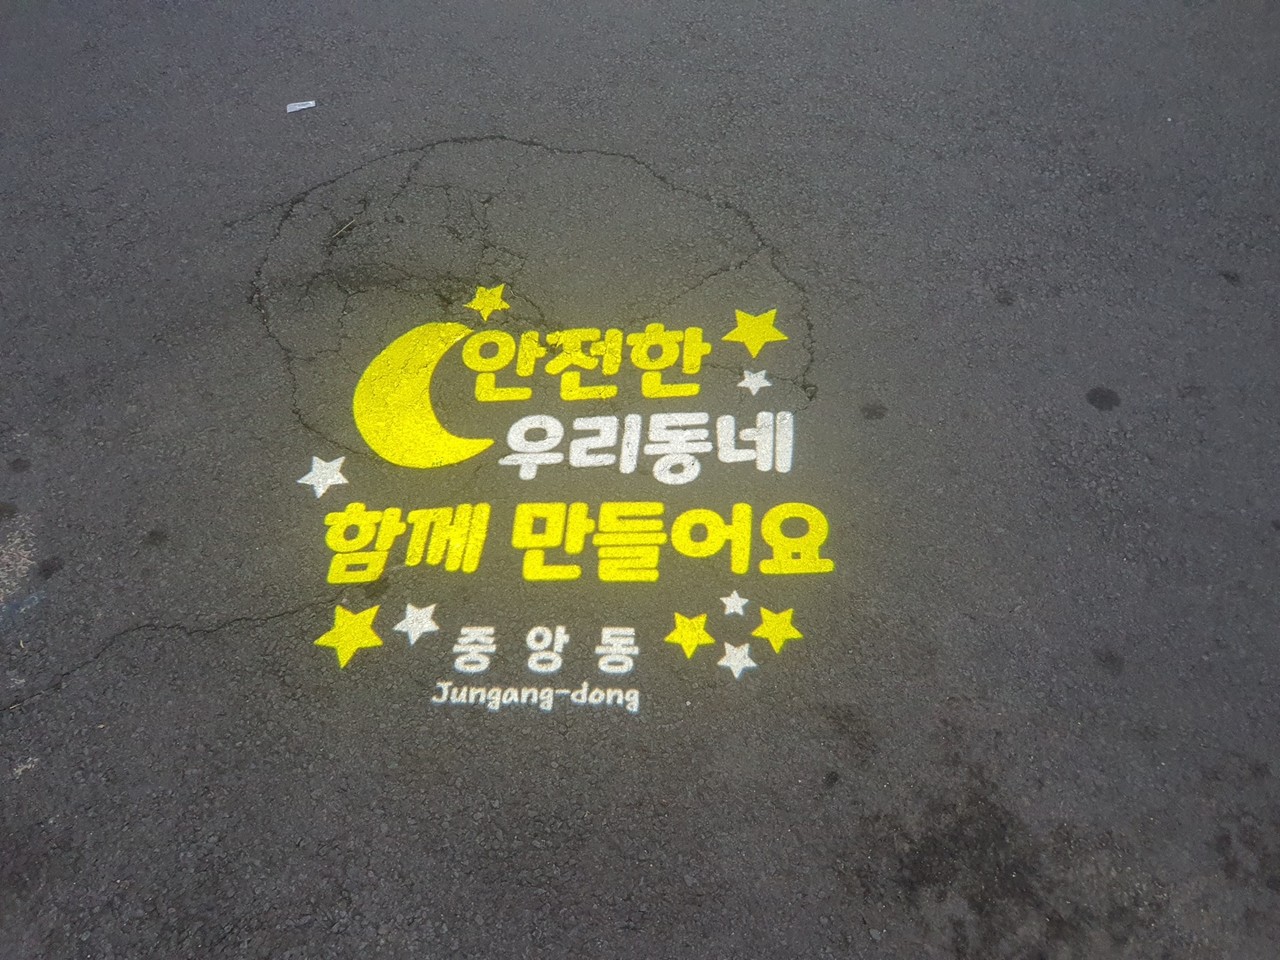 안전한
우리동네
함께 만들어요
중앙동
Jungang-dong